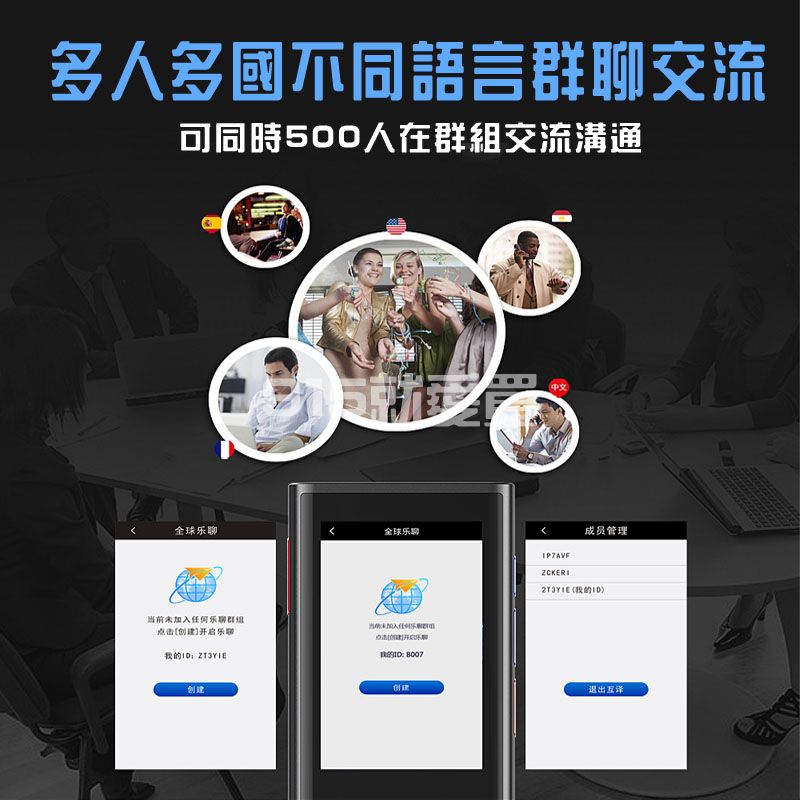 多人多國不同語言群聊交流
可同時500人在群組交流溝通
中文
就愛買
全球乐聊
当前未加入任何乐聊群组
点击[创建]开启乐聊
我的ID: ZT3YIE
创建
全球乐聊
当前未加入任何乐聊群组
点击[创建]开启乐聊
我的ID: B007
创建
成员管理
IP7AVF
ZCKERI
2T3YIE(我的ID)
退出互译